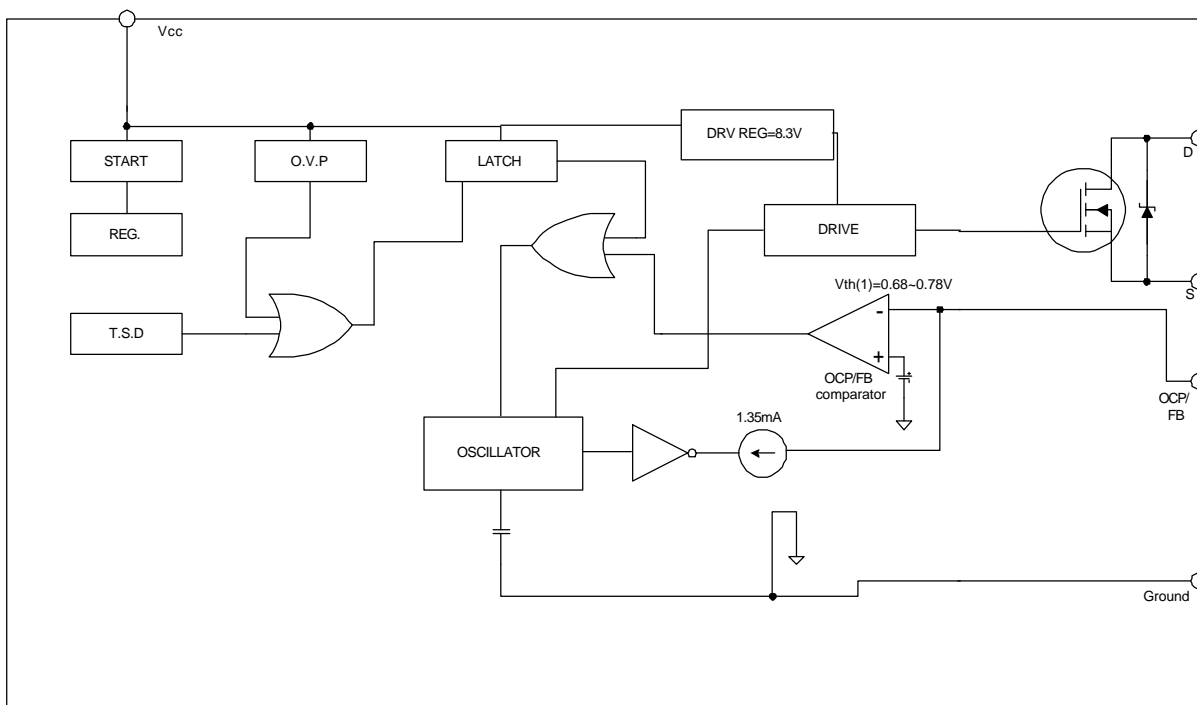 Vcc
DRV REG=8.3V
START
O.V.P
LATCH
D
REG.
DRIVE
Vth(1)=0.68~0.78V
S
T.S.D
-
+
OCP/FB
comparator
OCP/
FB
1.35mA
OSCILLATOR
Ground